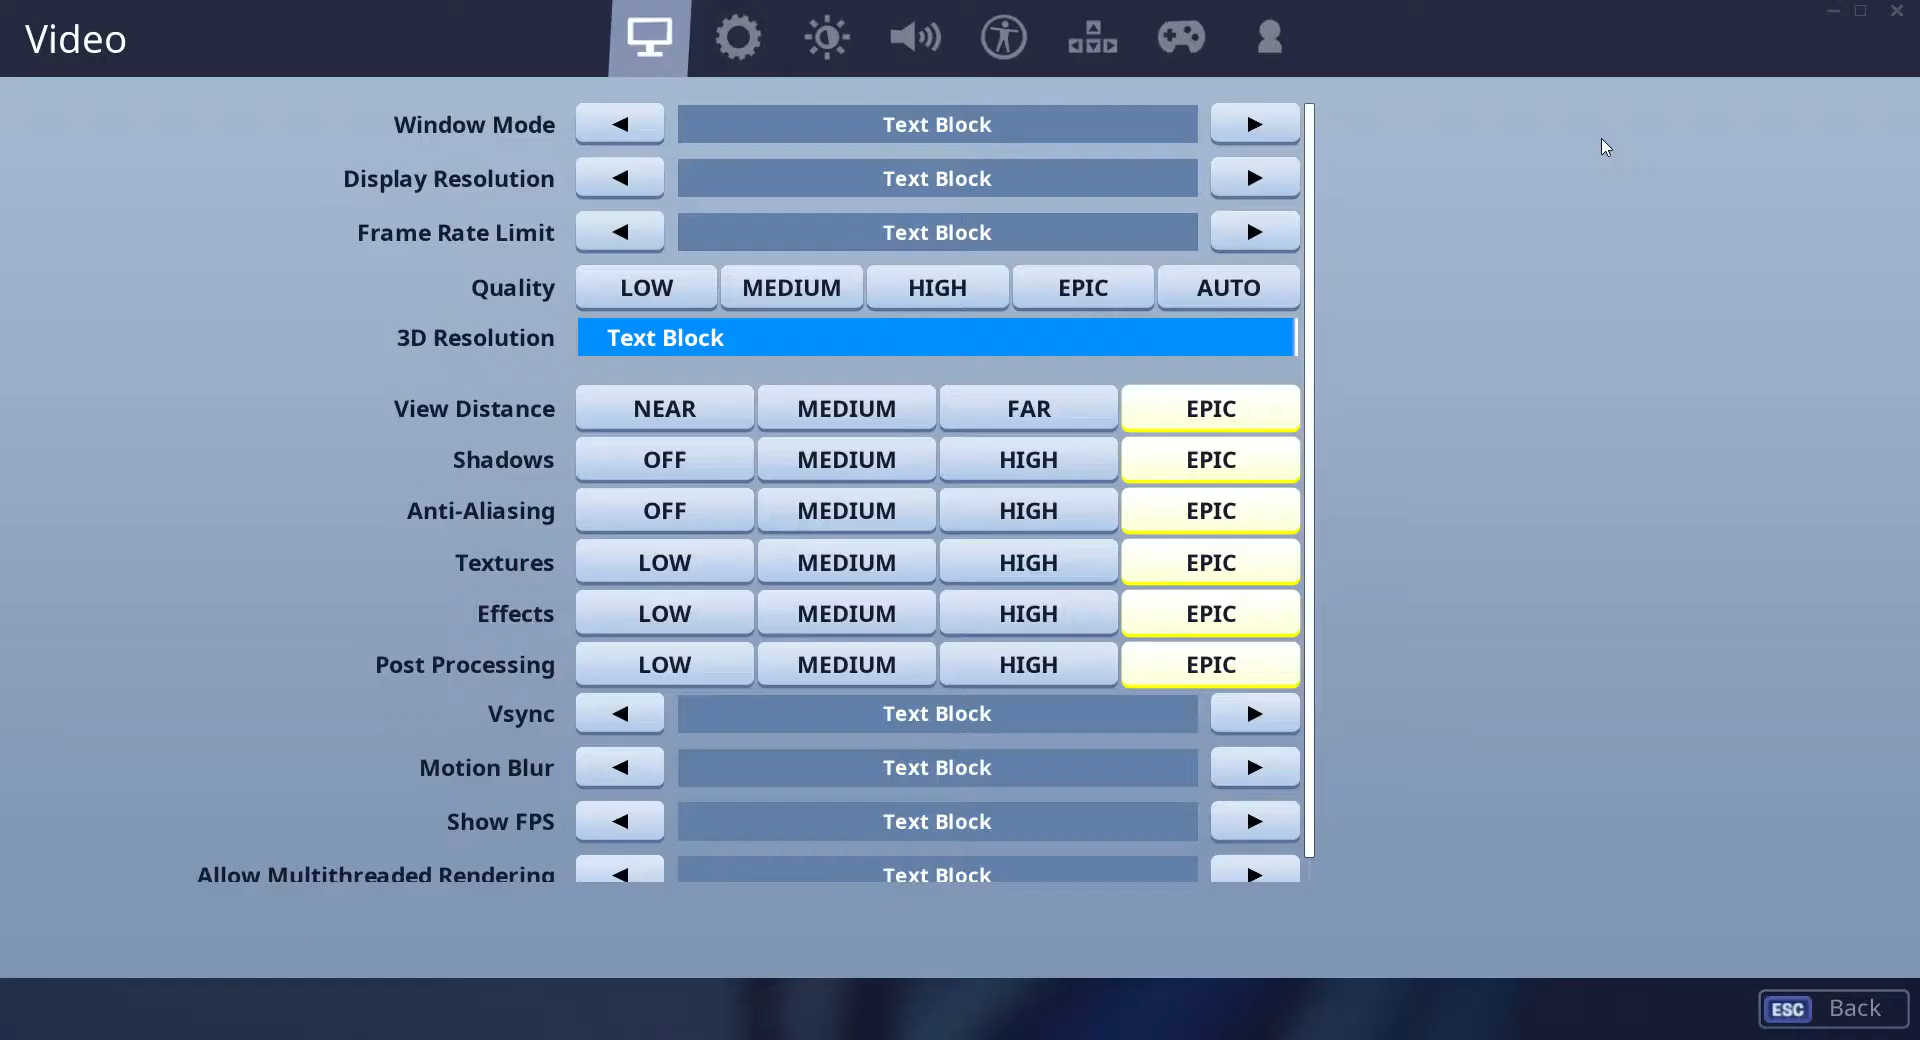 Video
Window Mode ◀ Text Block ▶
Display Resolution ◀ Text Block ▶
Frame Rate Limit ◀ Text Block ▶
Quality LOW MEDIUM HIGH EPIC AUTO
3D Resolution Text Block
View Distance NEAR MEDIUM FAR EPIC
Shadows OFF MEDIUM HIGH EPIC
Anti-Aliasing OFF MEDIUM HIGH EPIC
Textures LOW MEDIUM HIGH EPIC
Effects LOW MEDIUM HIGH EPIC
Post Processing LOW MEDIUM HIGH EPIC
Vsync ◀ Text Block ▶
Motion Blur ◀ Text Block ▶
Show FPS ◀ Text Block ▶
Allow Multithreaded Rendering ◀ Text Block ▶
ESC Back